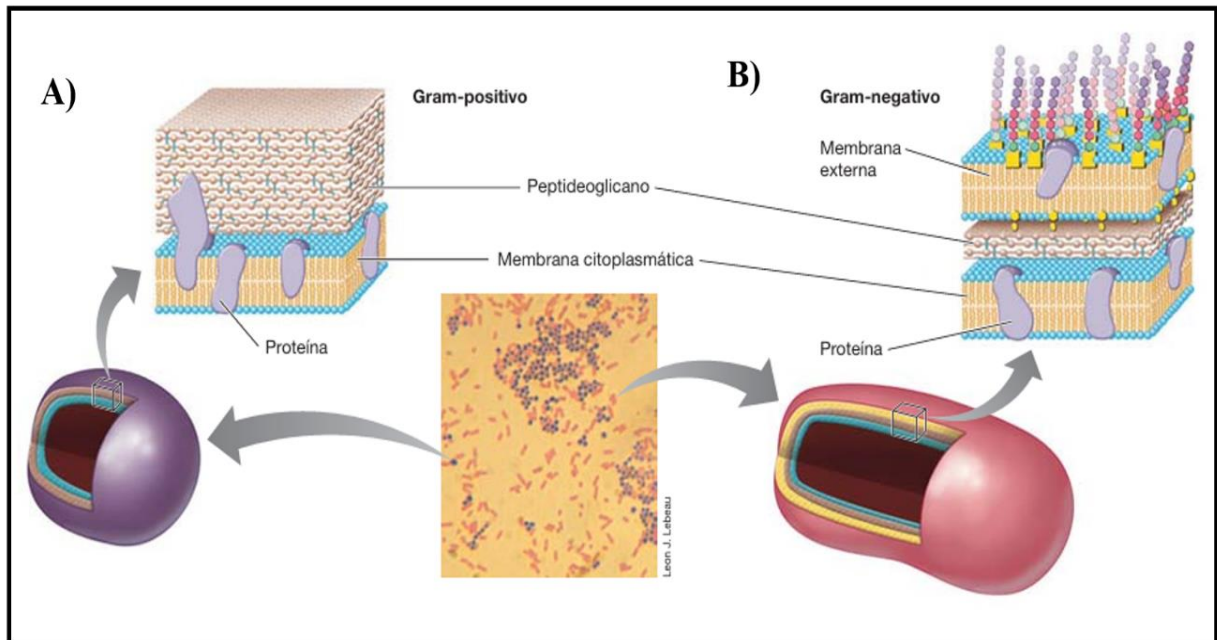 A)
Gram-positivo
B)
Gram-negativo
Membrana
externa
Peptideoglicano
Membrana citoplasmática
Proteína
Proteína
Leon J. Lebeau